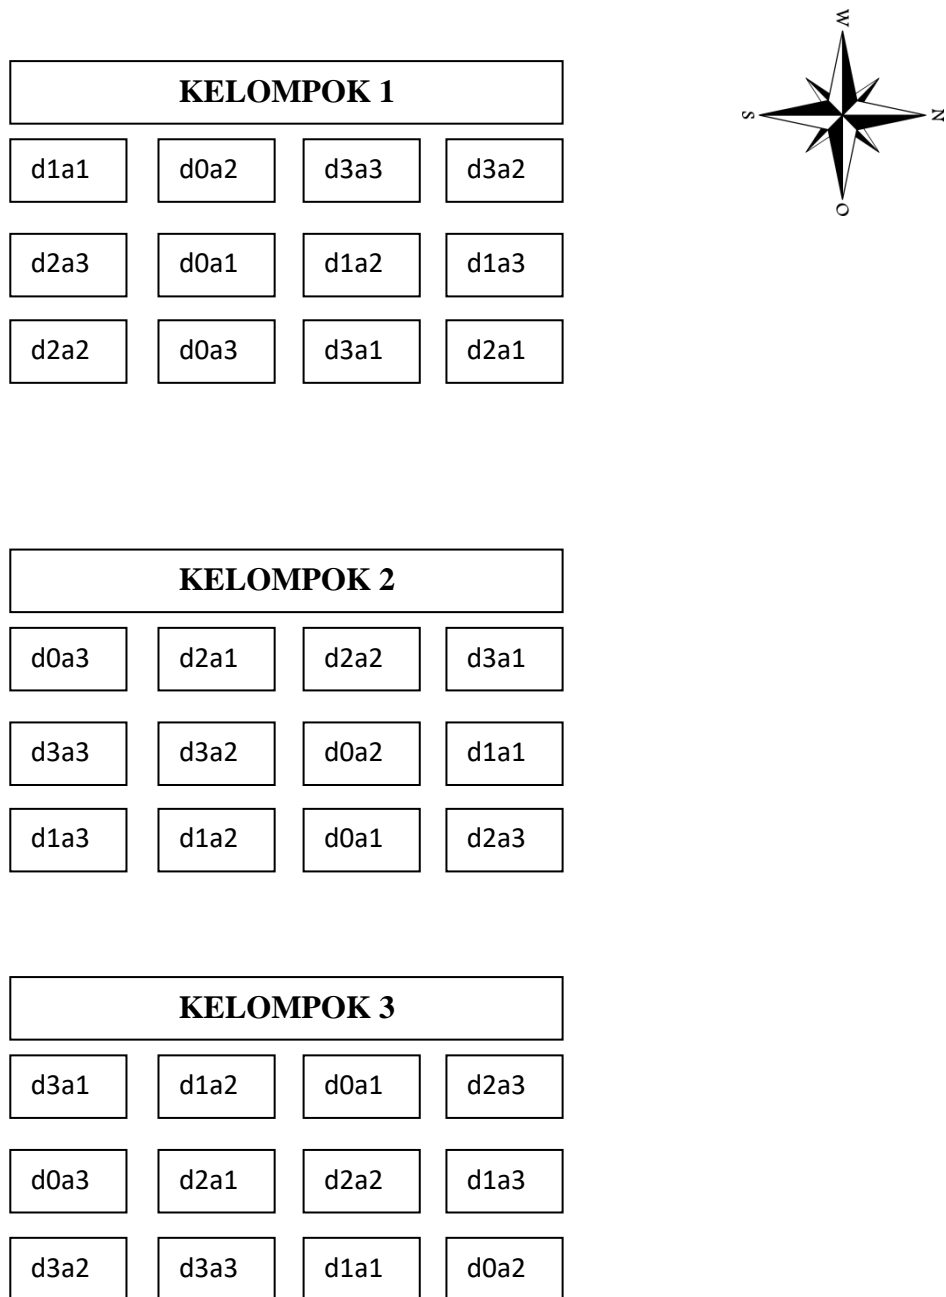 W
S N
O
KELOMPOK 1
d1a1 d0a2 d3a3 d3a2
d2a3 d0a1 d1a2 d1a3
d2a2 d0a3 d3a1 d2a1
KELOMPOK 2
d0a3 d2a1 d2a2 d3a1
d3a3 d3a2 d0a2 d1a1
d1a3 d1a2 d0a1 d2a3
KELOMPOK 3
d3a1 d1a2 d0a1 d2a3
d0a3 d2a1 d2a2 d1a3
d3a2 d3a3 d1a1 d0a2